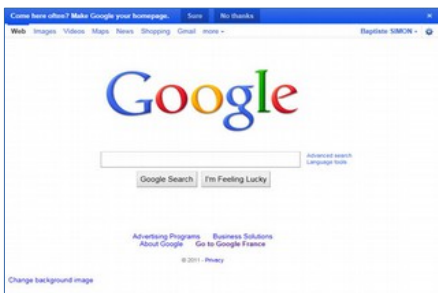 Come here often? Make Google your homepage. Sure No thanks ×
Web Images Videos Maps News Shopping Gmail more Baptiste SIMON
Google
Advanced search
Language tools
Google Search I'm Feeling Lucky
Advertising Programs Business Solutions
About Google Go to Google France
© 2011 - Privacy
Change background image